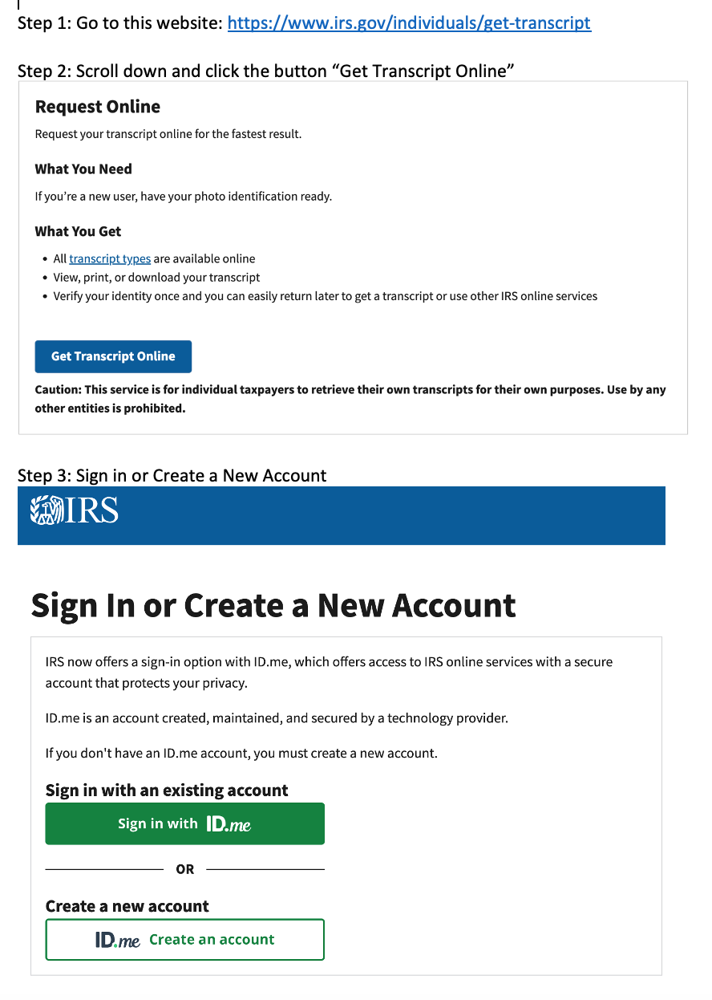 Step 1: Go to this website: https://www.irs.gov/individuals/get-transcript
Step 2: Scroll down and click the button “Get Transcript Online”
Request Online
Request your transcript online for the fastest result.
What You Need
If you’re a new user, have your photo identification ready.
What You Get
• All transcript types are available online
• View, print, or download your transcript
• Verify your identity once and you can easily return later to get a transcript or use other IRS online services
Get Transcript Online
Caution: This service is for individual taxpayers to retrieve their own transcripts for their own purposes. Use by any
other entities is prohibited.
Step 3: Sign in or Create a New Account
IRS
Sign In or Create a New Account
IRS now offers a sign-in option with ID.me, which offers access to IRS online services with a secure
account that protects your privacy.
ID.me is an account created, maintained, and secured by a technology provider.
If you don't have an ID.me account, you must create a new account.
Sign in with an existing account
Sign in with ID.me
OR
Create a new account
ID.me Create an account